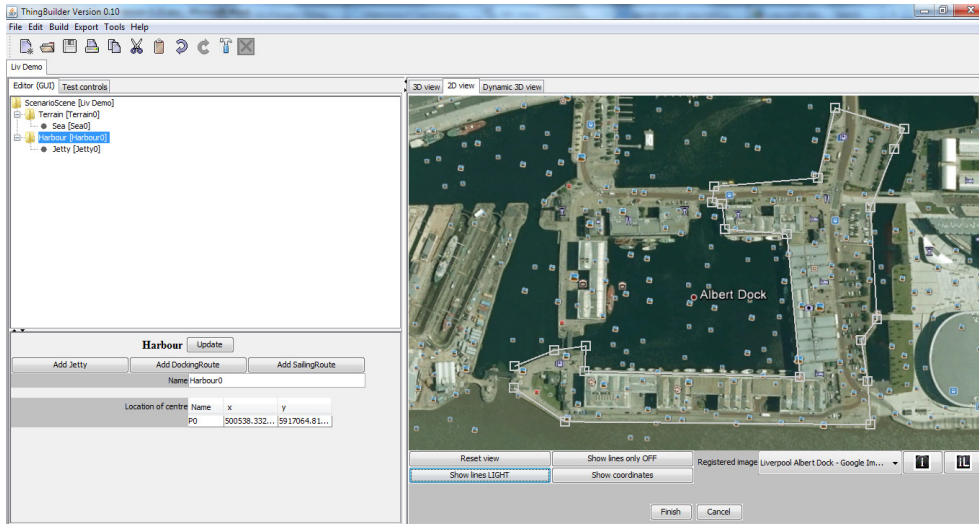 ThingBuilder Version 0.10
File Edit Build Export Tools Help
Liv Demo
Editor (GUI) Test controls
3D view 2D view Dynamic 3D view
ScenarioScene [Liv Demo]
Terrain [Terrain0]
Sea [Sea0]
Harbour [Harbour0]
Jetty [Jetty0]
Albert Dock
Harbour Update
Add Jetty Add DockingRoute Add SailingRoute
Name Harbour0
Location of centre Name x y
P0 500538.332... 5917064.81...
Reset view Show lines only OFF
Registered image Liverpool Albert Dock - Google Im...
Show lines LIGHT Show coordinates
Finish Cancel